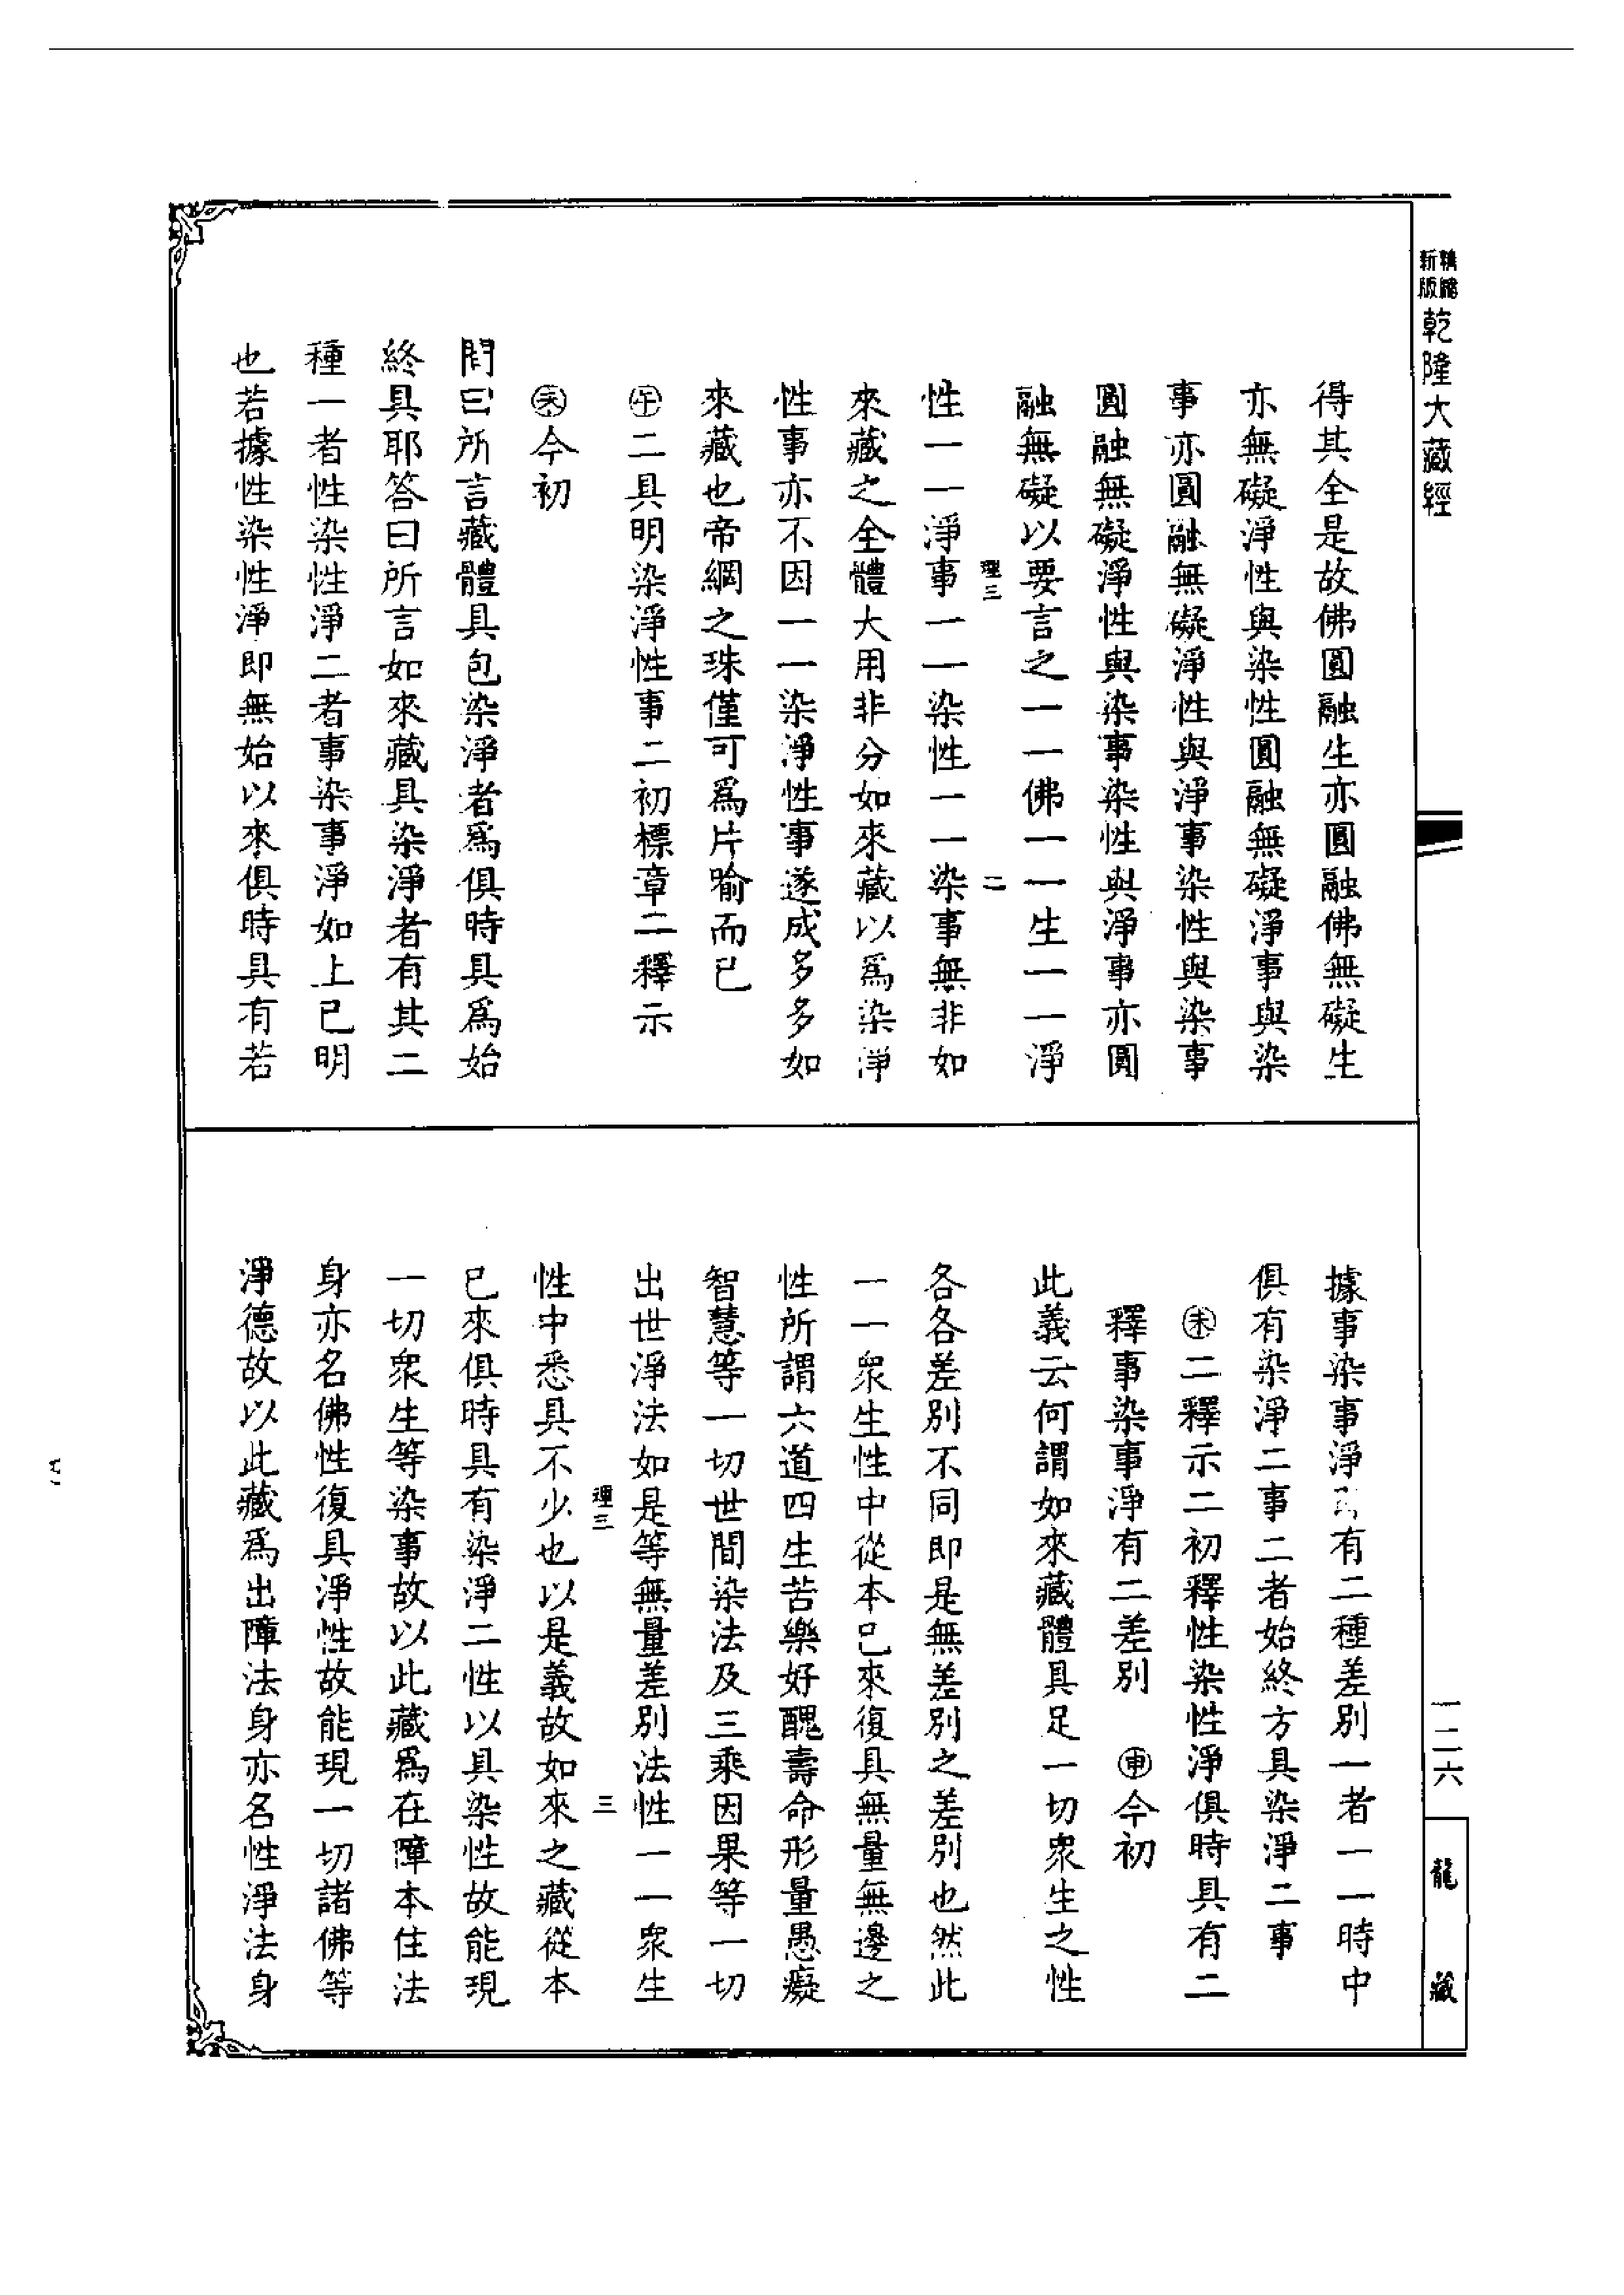 新版
乾隆大藏經
得其全是故佛圓融生亦圓融佛無礙生
亦無礙淨性與染性圓融無礙淨事與染
事亦圓融無礙淨性與淨事染性與染事
圓融無礙淨性與染事染性與淨事亦圓
融無礙以要言之一一佛一一生一一淨
理三
二
性一一淨事一一染性一一染事無非如
來藏之全體大用非分如來藏以爲染淨
性事亦不因一一染淨性事遂成多多如
來藏也帝網之珠僅可爲片喻而已
㊍二具明染淨性事二初標章二釋示
今初
問曰所言藏體具包染淨者爲俱時具爲始
終具耶答曰所言如來藏具染淨者有其二
種一者性染性淨二者事染事淨如上已明
也若據性染性淨即無始以來俱時具有若
據事染事淨有二種差別一者一一時中
俱有染淨二事二者始終方具染淨二事
未二釋示二初釋性染性淨俱時具有二
釋事染事淨有二差別 申今初
此義云何謂如來藏體具足一切衆生之性
各各差別不同即是無差別之差別也然此
一一衆生性中從本已來復具無量無邊之
性所謂六道四生苦樂好醜壽命形量愚癡
智慧等一切世間染法及三乘因果等一切
出世淨法如是等無量差別法性一一衆生
理三
三
性中悉具不少也以是義故如來之藏從本
已來俱時具有染淨二性以具染性故能現
一切衆生等染事故以此藏爲在障本住法
身亦名佛性復具淨性故能現一切諸佛等
淨德故以此藏爲出障法身亦名性淨法身
一二六
龍藏